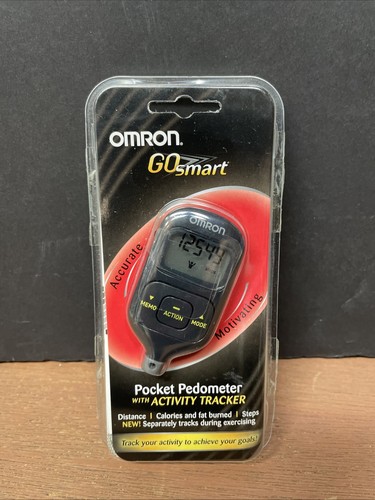 OMRON®
GOsmart
Accurate
OMRON
12549
MEMO
ACTION
MODE
Motivating
Pocket Pedometer
WITH ACTIVITY TRACKER
Distance | Calories and fat burned | Steps
NEW! Separately tracks during exercising
Track your activity to achieve your goals!